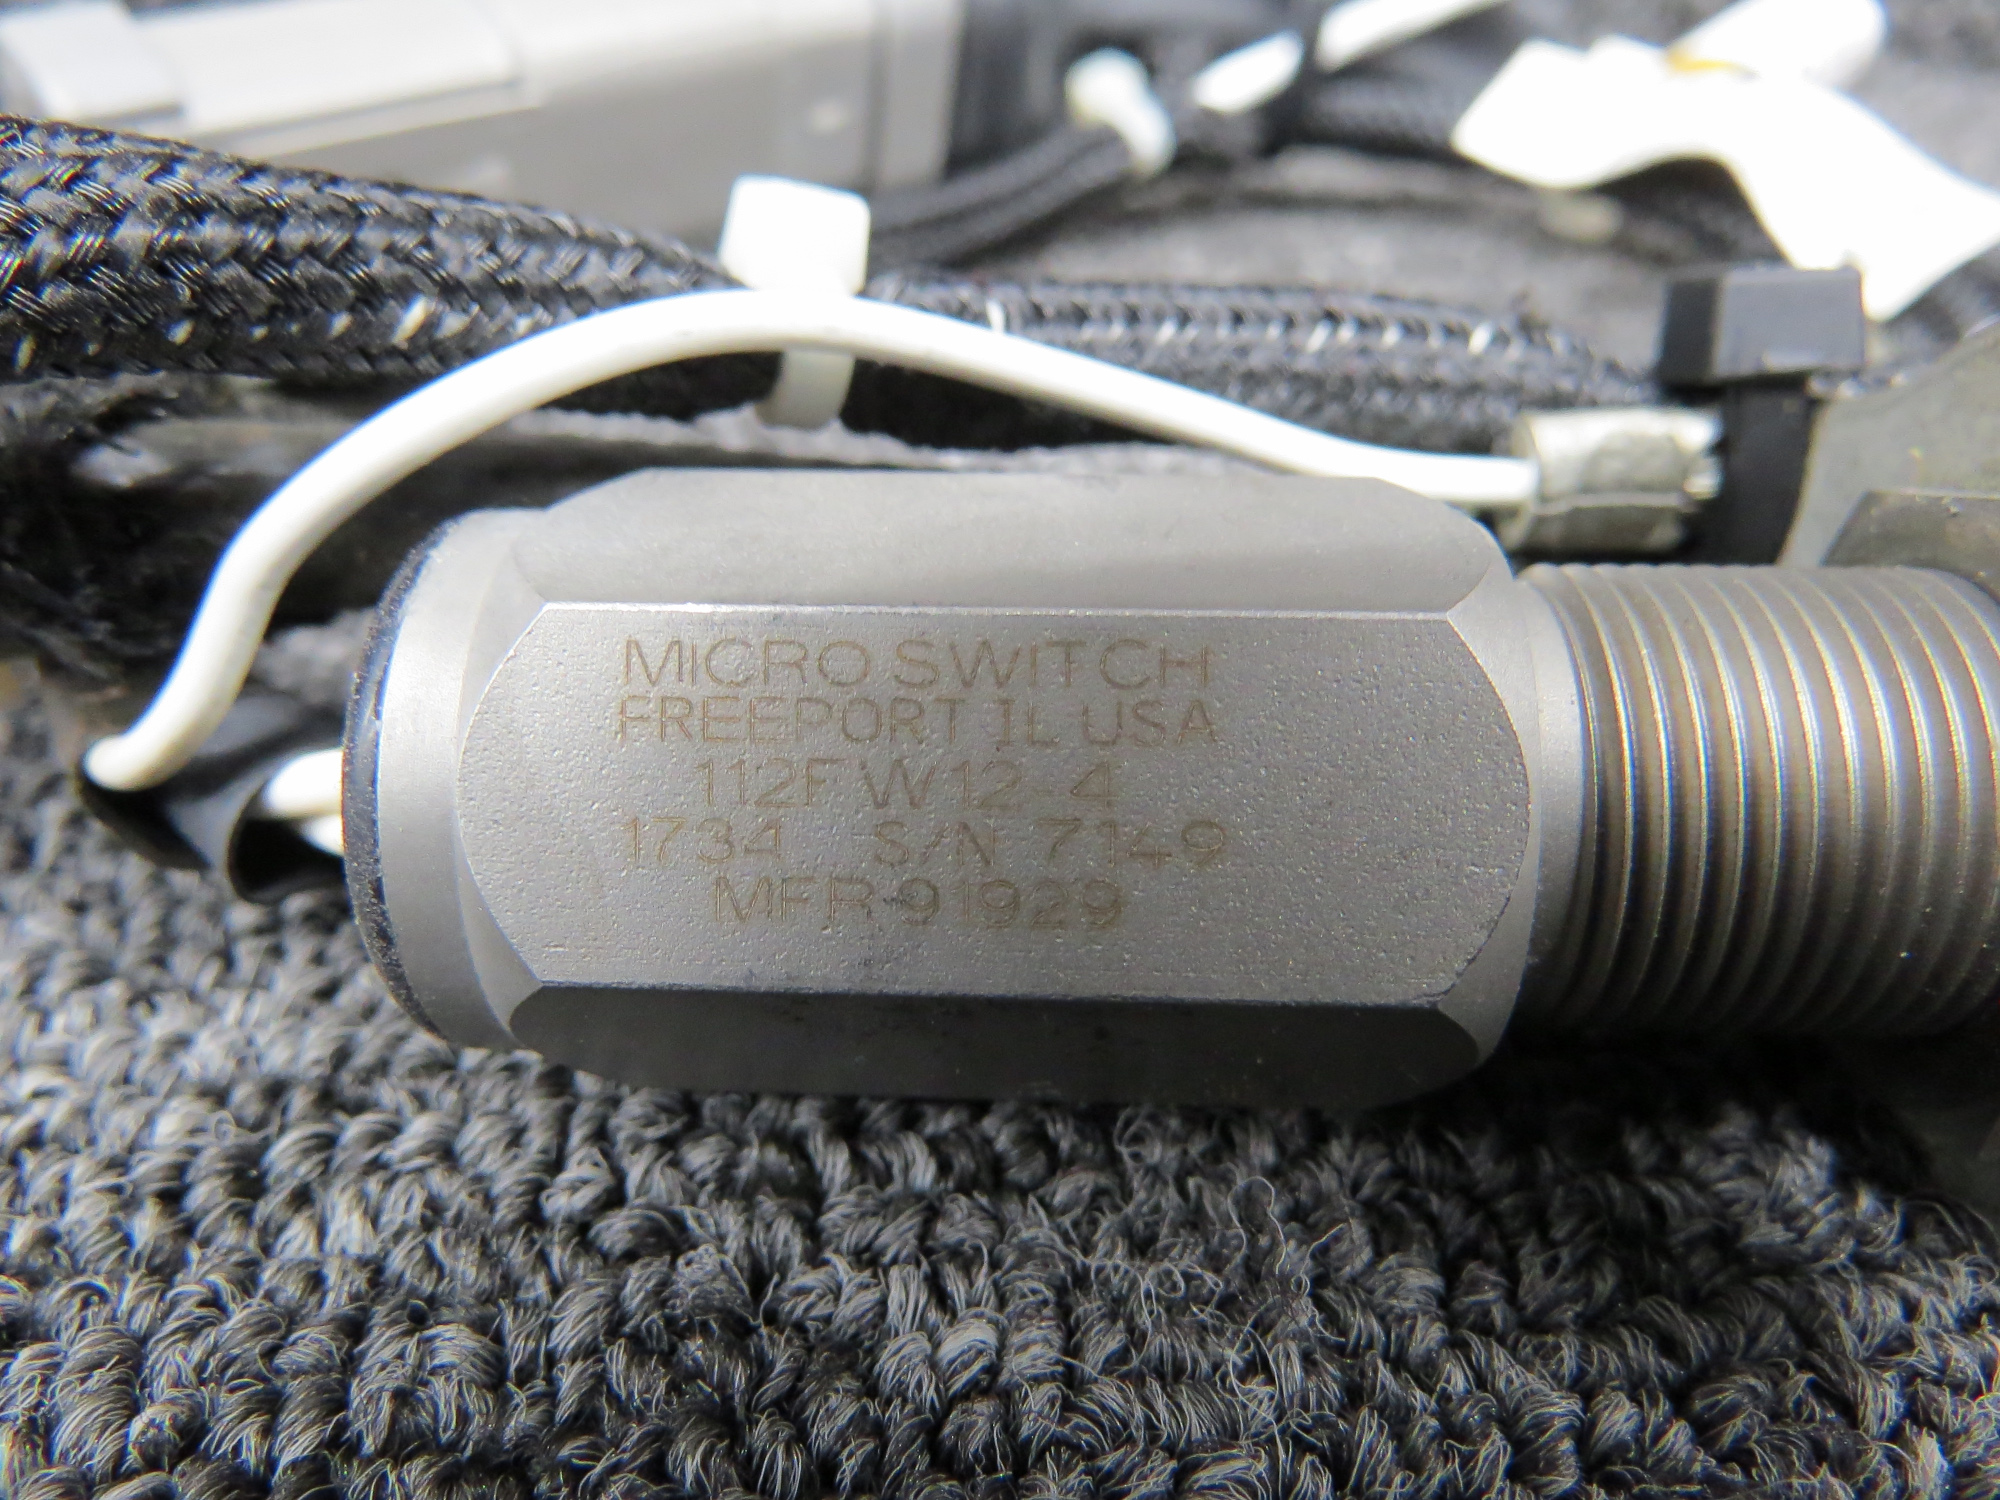 MICRO SWITCH
FREEPORT IL USA
112FW12-4
1734 S/N 7149
MFR 91929